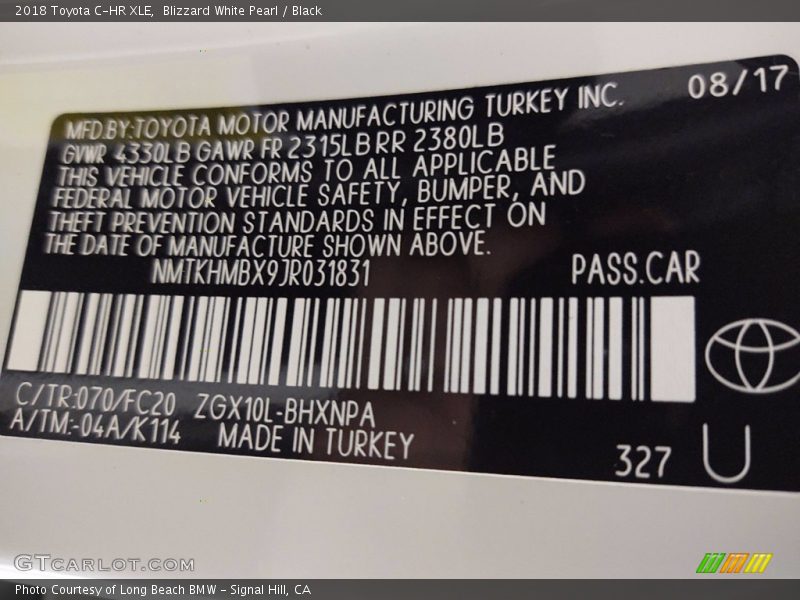 2018 Toyota C-HR XLE,  Blizzard White Pearl / Black
08/17
MFD.BY:TOYOTA MOTOR MANUFACTURING TURKEY INC.
GVWR 4330LB GAWR FR 2315LB RR 2380LB
THIS VEHICLE CONFORMS TO ALL APPLICABLE
FEDERAL MOTOR VEHICLE SAFETY, BUMPER, AND
THEFT PREVENTION STANDARDS IN EFFECT ON
THE DATE OF MANUFACTURE SHOWN ABOVE.
NMTKHMBX9JR031831 PASS.CAR
C/TR:070/FC20 ZGX10L-BHXNPA
A/TM:-04A/K114 MADE IN TURKEY
327 U
GTCARLOT.COM
Photo Courtesy of Long Beach BMW - Signal Hill, CA